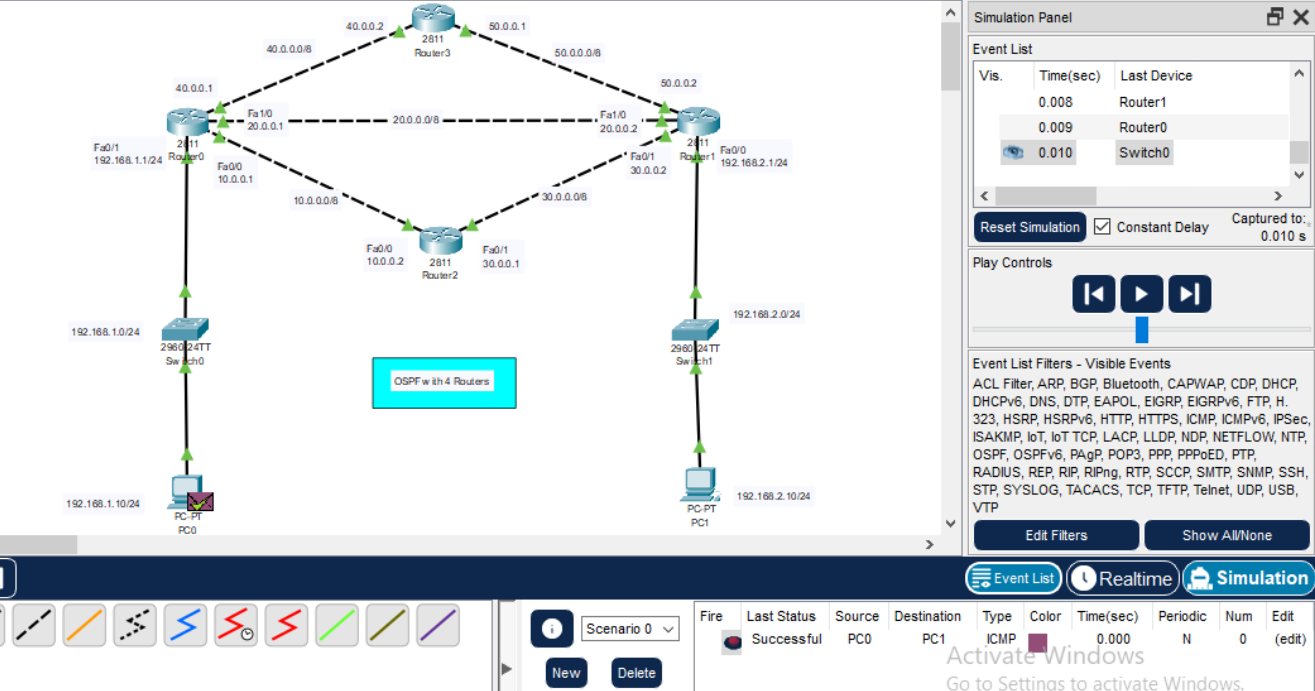 40.0.0.2
50.0.0.1
2811
Router3
40.0.0.0/8
50.0.0.0/8
40.0.0.1
50.0.0.2
Fa1/0
20.0.0.1
20.0.0.0/8
Fa1/0
20.0.0.2
2811
Router0
Fa0/1
192.168.1.1/24
2811
Router1
Fa0/0
192.168.2.1/24
Fa0/0
10.0.0.1
Fa0/1
30.0.0.2
10.0.0.0/8
30.0.0.0/8
Fa0/0
10.0.0.2
2811
Router2
Fa0/1
30.0.0.1
192.168.1.0/24
2960-24TT
Switch0
192.168.2.0/24
2960-24TT
Switch1
OSPF with 4 Routers
192.168.1.10/24
PC-PT
PC0
192.168.2.10/24
PC-PT
PC1
Simulation Panel
Event List
Vis. Time(sec) Last Device
0.008 Router1
0.009 Router0
0.010 Switch0
Reset Simulation Constant Delay Captured to:
0.010 s
Play Controls
Event List Filters - Visible Events
ACL Filter, ARP, BGP, Bluetooth, CAPWAP, CDP, DHCP,
DHCPv6, DNS, DTP, EAPOL, EIGRP, EIGRPv6, FTP, H.
323, HSRP, HSRPv6, HTTP, HTTPS, ICMP, ICMPv6, IPSec,
ISAKMP, IoT, IoT TCP, LACP, LLDP, NDP, NETFLOW, NTP,
OSPF, OSPFv6, PAgP, POP3, PPP, PPPoED, PTP,
RADIUS, REP, RIP, RIPng, RTP, SCCP, SMTP, SNMP, SSH,
STP, SYSLOG, TACACS, TCP, TFTP, Telnet, UDP, USB,
VTP
Edit Filters Show All/None
Event List Realtime Simulation
Scenario 0
New Delete
Fire Last Status Source Destination Type Color Time(sec) Periodic Num Edit
Successful PC0 PC1 ICMP 0.000 N 0 (edit)
Activate Windows
Go to Settings to activate Windows.